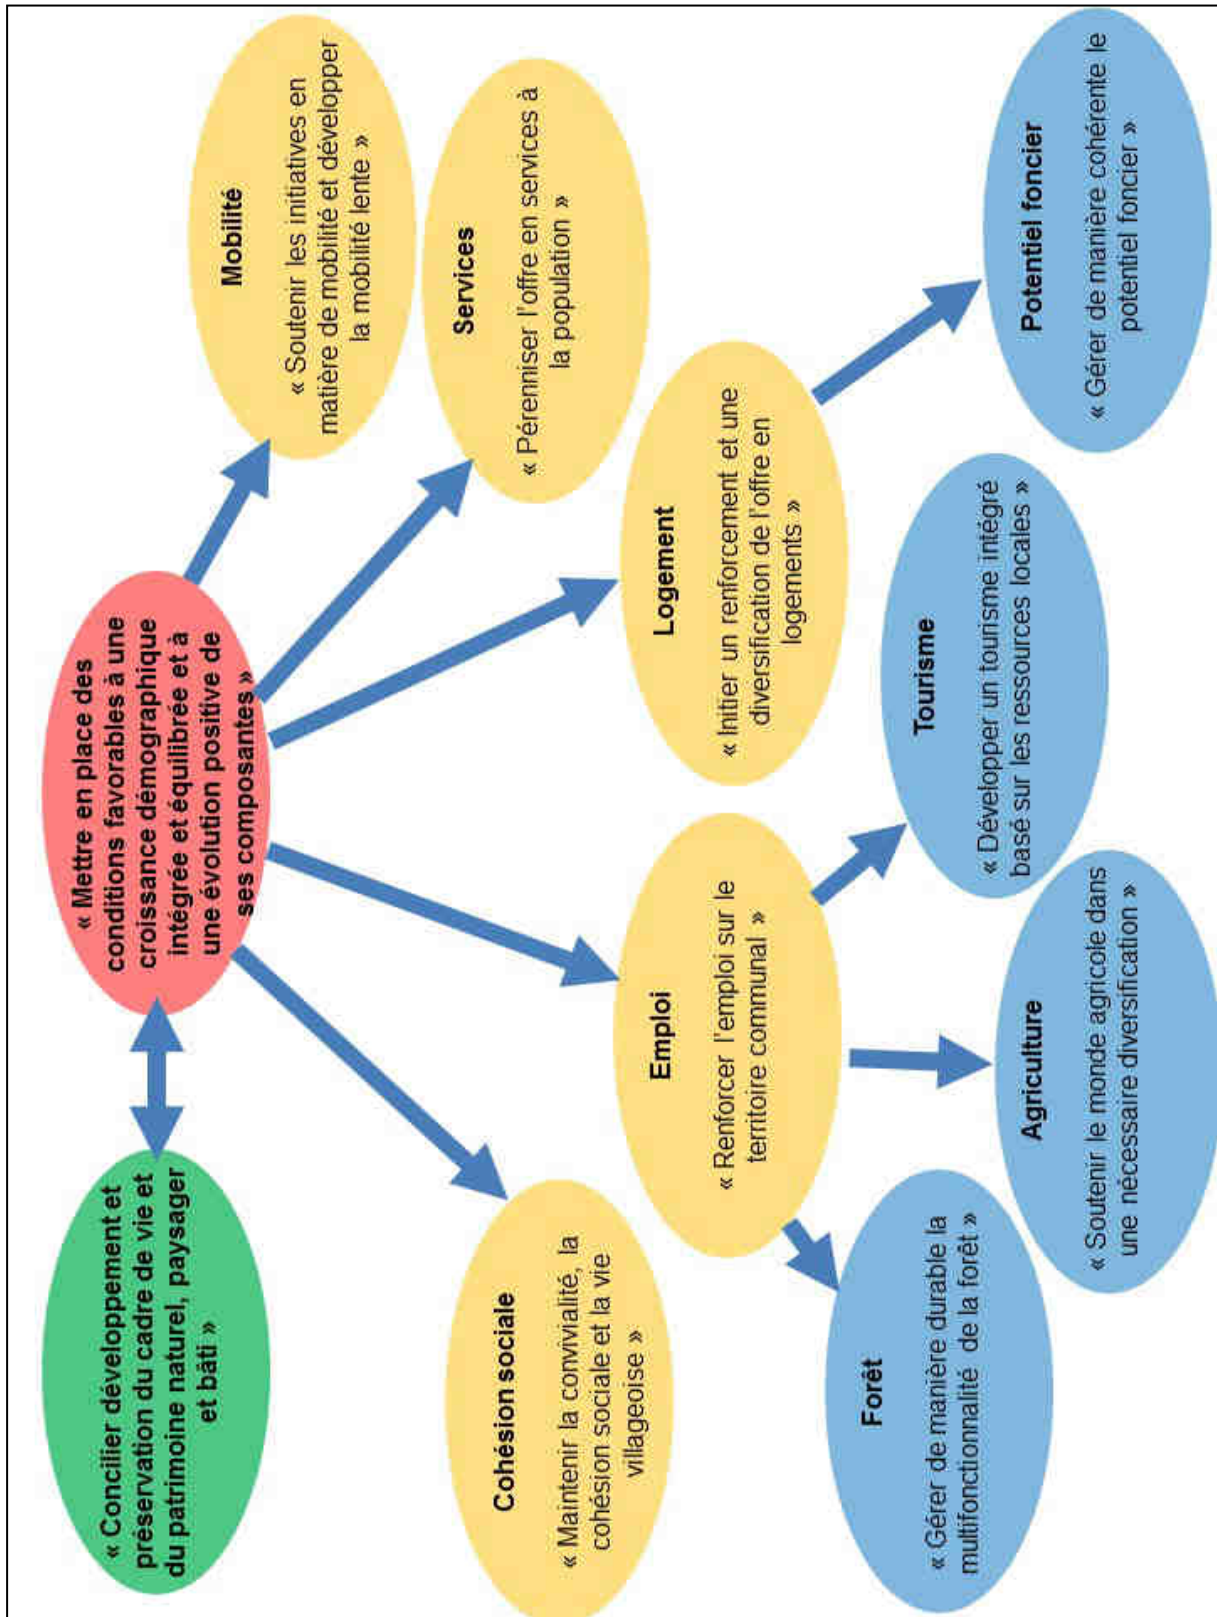 « Concilier développement et
préservation du cadre de vie et
du patrimoine naturel, paysager
et bâti »
« Mettre en place des
conditions favorables à une
croissance démographique
intégrée et équilibrée et à
une évolution positive de
ses composantes »
Cohésion sociale
« Maintenir la convivialité, la
cohésion sociale et la vie
villageoise »
Emploi
« Renforcer l'emploi sur le
territoire communal »
Logement
« Initier un renforcement et une
diversification de l'offre en
logements »
Services
« Pérenniser l'offre en services à
la population »
Mobilité
« Soutenir les initiatives en
matière de mobilité et développer
la mobilité lente »
Forêt
« Gérer de manière durable la
multifonctionnalité de la forêt »
Agriculture
« Soutenir le monde agricole dans
une nécessaire diversification »
Tourisme
« Développer un tourisme intégré
basé sur les ressources locales »
Potentiel foncier
« Gérer de manière cohérente le
potentiel foncier »